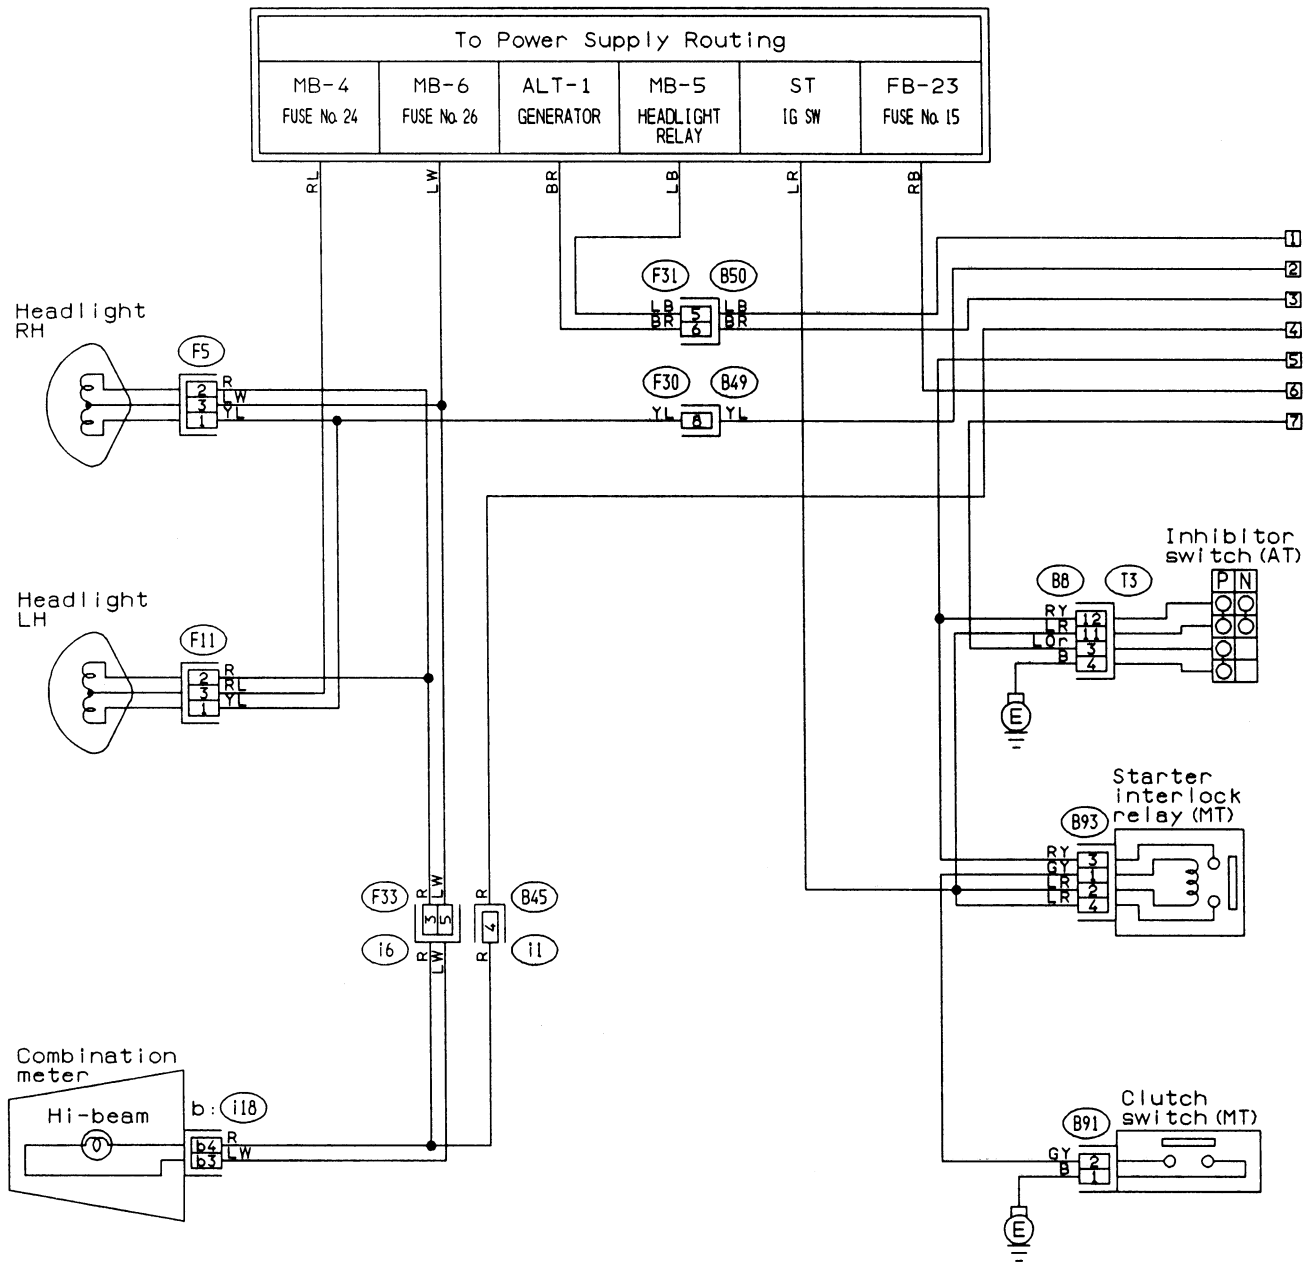 To Power Supply Routing
MB-4 MB-6 ALT-1 MB-5 ST FB-23
FUSE No. 24 FUSE No. 26 GENERATOR HEADLIGHT RELAY IG SW FUSE No. 15
RL LW BR LB LR RB
1
2
F31 B50
3
LB 5 LB
BR 6 BR
4
Headlight
RH
F5
5
F30 B49
6
R 2
LW 3
YL 1
YL 8 YL
7
Inhibitor
switch (AT)
B8 T3
P N
RY 12
LR 11
LOr 3
B 4
E
Headlight
LH
F11
2 R
3 RL
1 YL
Starter
interlock
relay (MT)
B93
RY 3
GY 1
LR 2
LR 4
F33 R LW R B45
3 5 4
i6 R LW R i1
Combination
meter
Hi-beam
b: i18
b4 R
b3 LW
Clutch
switch (MT)
B91
GY 2
B 1
E